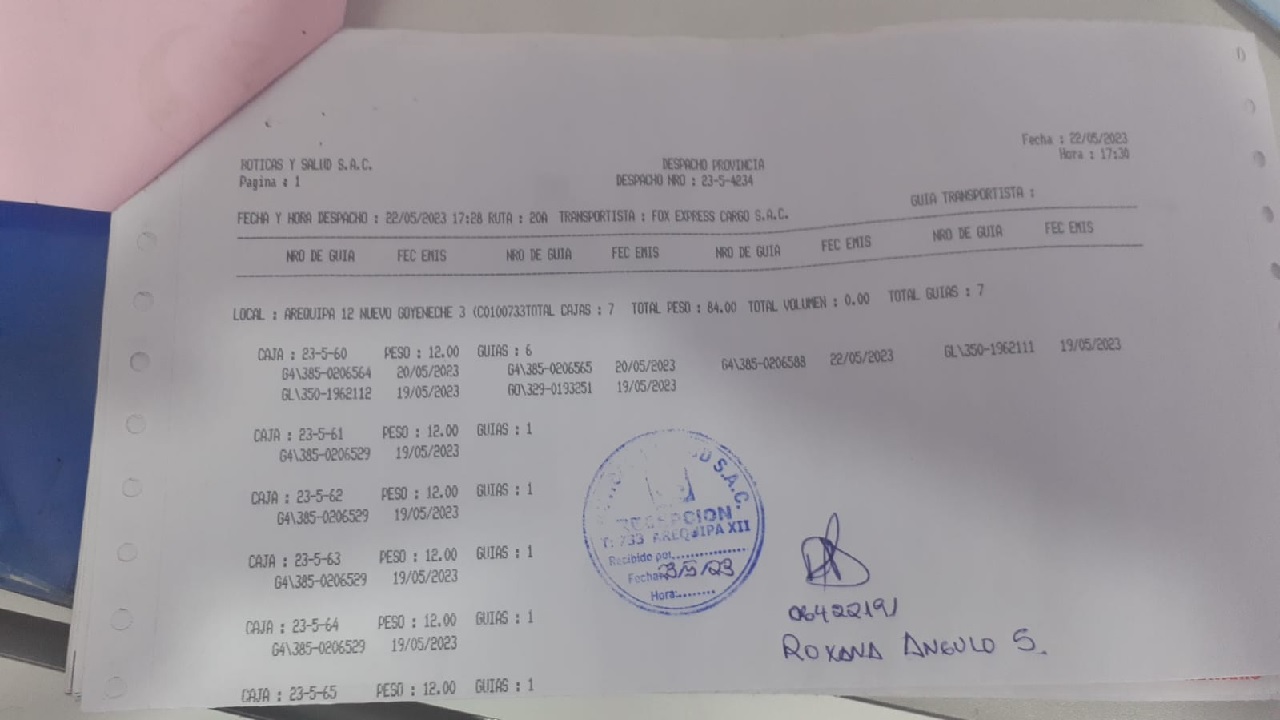 Fecha : 22/05/2023
BOTICAS Y SALUD S.A.C. DESPACHO PROVINCIA Hora : 17:30
Pagina : 1 DESPACHO NRO : 23-5-4234
GUIA TRANSPORTISTA :
FECHA Y HORA DESPACHO : 22/05/2023 17:28 RUTA : 20A TRANSPORTISTA : FOX EXPRESS CARGO S.A.C.
NRO DE GUIA FEC EMIS NRO DE GUIA FEC EMIS NRO DE GUIA FEC EMIS NRO DE GUIA FEC EMIS
LOCAL : AREQUIPA 12 NUEVO GOYENECHE 3 (CO100733TOTAL CAJAS : 7 TOTAL PESO : 84.00 TOTAL VOLUMEN : 0.00 TOTAL GUIAS : 7
CAJA : 23-5-60 PESO : 12.00 GUIAS : 6
G4\385-0206564 20/05/2023 G4\385-0206565 20/05/2023 G4\385-0206588 22/05/2023 GL\350-1962111 19/05/2023
GL\350-1962112 19/05/2023 GO\329-0193251 19/05/2023
CAJA : 23-5-61 PESO : 12.00 GUIAS : 1
G4\385-0206529 19/05/2023
CAJA : 23-5-62 PESO : 12.00 GUIAS : 1
G4\385-0206529 19/05/2023
CAJA : 23-5-63 PESO : 12.00 GUIAS : 1
G4\385-0206529 19/05/2023
CAJA : 23-5-64 PESO : 12.00 GUIAS : 1
G4\385-0206529 19/05/2023
CAJA : 23-5-65 PESO : 12.00 GUIAS : 1
S.A.C.
RECEPCION
T: 733 AREQUIPA XII
Recibido por
Fecha: 23/5/23
Hora:
06422191
ROXANA ANGULO S.